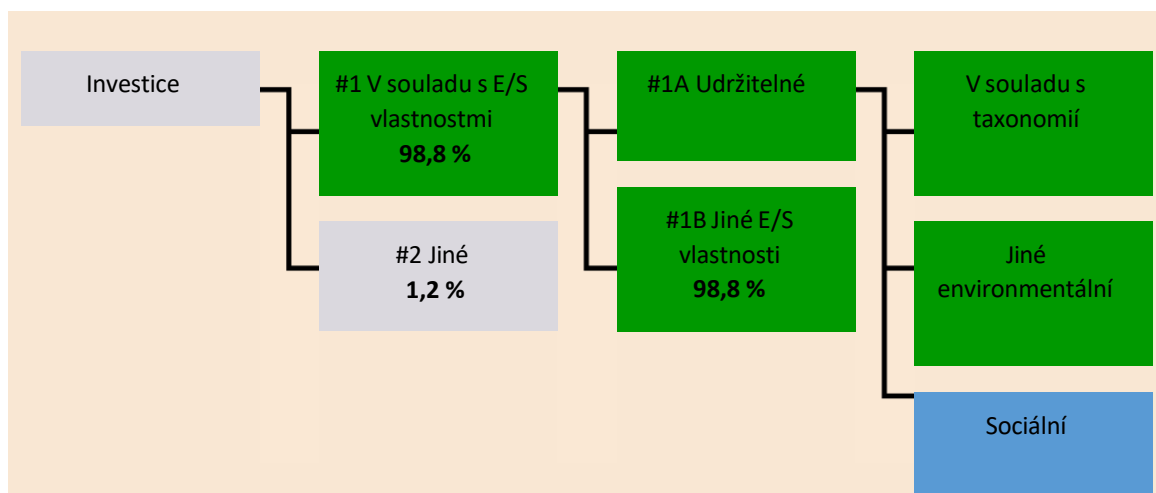 Investice
#1 V souladu s E/S
vlastnostmi
98,8 %
#2 Jiné
1,2 %
#1A Udržitelné
#1B Jiné E/S
vlastnosti
98,8 %
V souladu s
taxonomií
Jiné
environmentální
Sociální